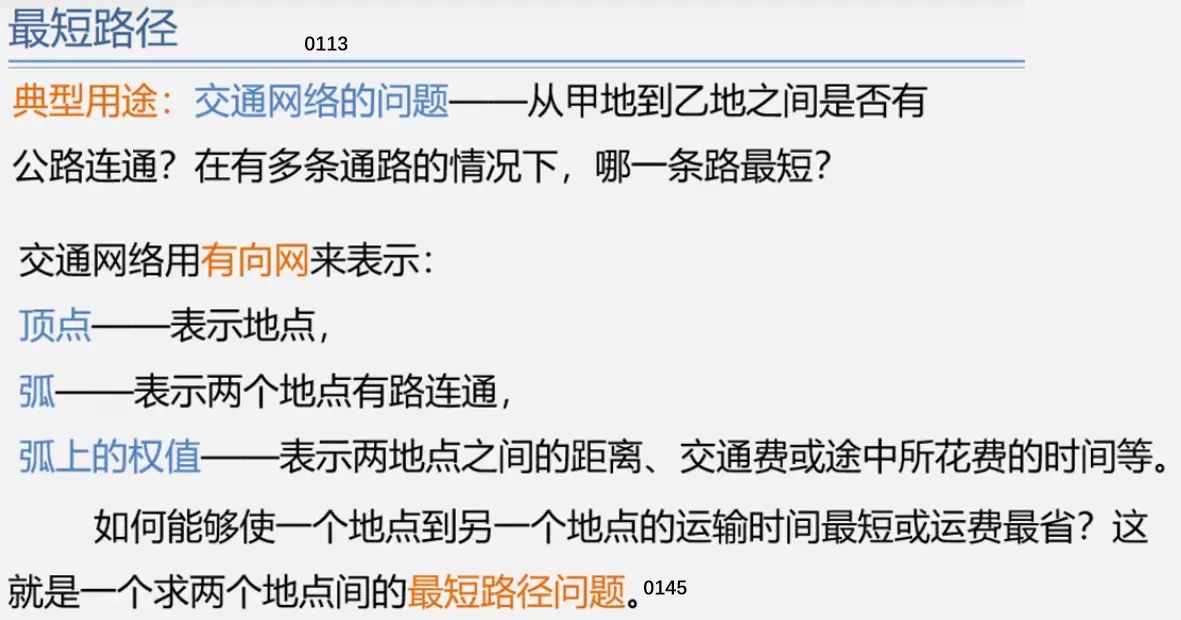 最短路径
0113
典型用途：交通网络的问题——从甲地到乙地之间是否有
公路连通？在有多条通路的情况下，哪一条路最短？
交通网络用有向网来表示：
顶点——表示地点，
弧——表示两个地点有路连通，
弧上的权值——表示两地点之间的距离、交通费或途中所花费的时间等。
如何能够使一个地点到另一个地点的运输时间最短或运费最省？这
就是一个求两个地点间的最短路径问题。0145